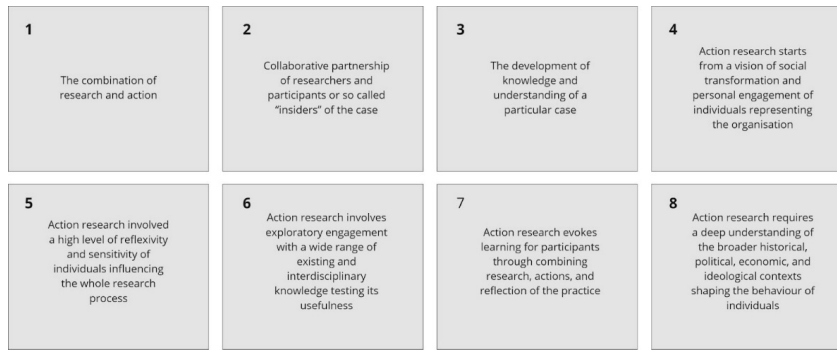 1
The combination of
research and action
2
Collaborative partnership
of researchers and
participants or so called
"insiders" of the case
3
The development of
knowledge and
understanding of a
particular case
4
Action research starts
from a vision of social
transformation and
personal engagement of
individuals representing
the organisation
5
Action research involved
a high level of reflexivity
and sensitivity of
individuals influencing
the whole research
process
6
Action research involves
exploratory engagement
with a wide range of
existing and
interdisciplinary
knowledge testing its
usefulness
7
Action research evokes
learning for participants
through combining
research, actions, and
reflection of the practice
8
Action research requires
a deep understanding of
the broader historical,
political, economic, and
ideological contexts
shaping the behaviour of
individuals